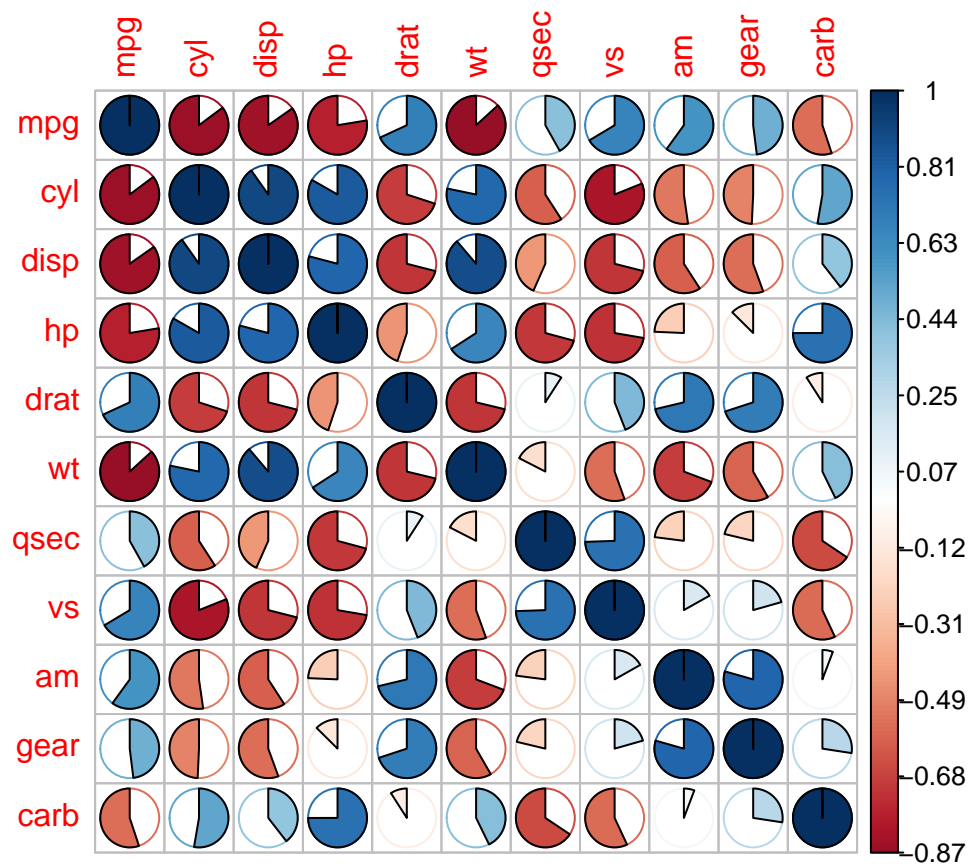 mpg cyl disp hp drat wt qsec vs am gear carb
mpg
cyl
disp
hp
drat
wt
qsec
vs
am
gear
carb
1
0.81
0.63
0.44
0.25
0.07
−0.12
−0.31
−0.49
−0.68
−0.87